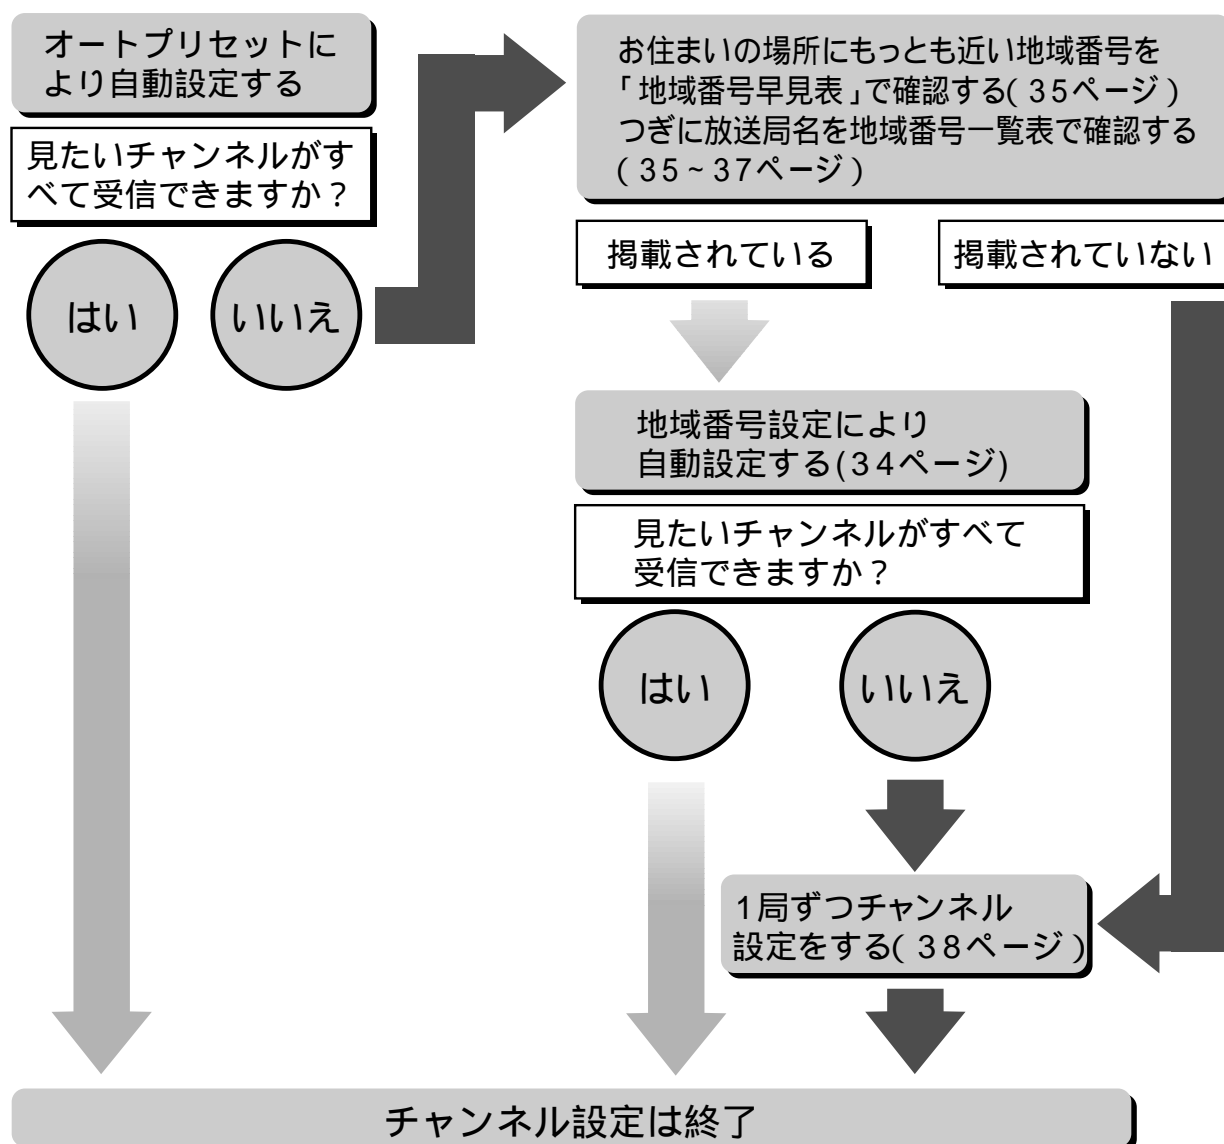 オートプリセットに
より自動設定する
見たいチャンネルがす
べて受信できますか？
はい
いいえ
お住まいの場所にもっとも近い地域番号を
「地域番号早見表」で確認する(35ページ)
つぎに放送局名を地域番号一覧表で確認する
(35~37ページ)
掲載されている
掲載されていない
地域番号設定により
自動設定する(34ページ)
見たいチャンネルがすべて
受信できますか？
はい
いいえ
1局ずつチャンネル
設定をする(38ページ)
チャンネル設定は終了